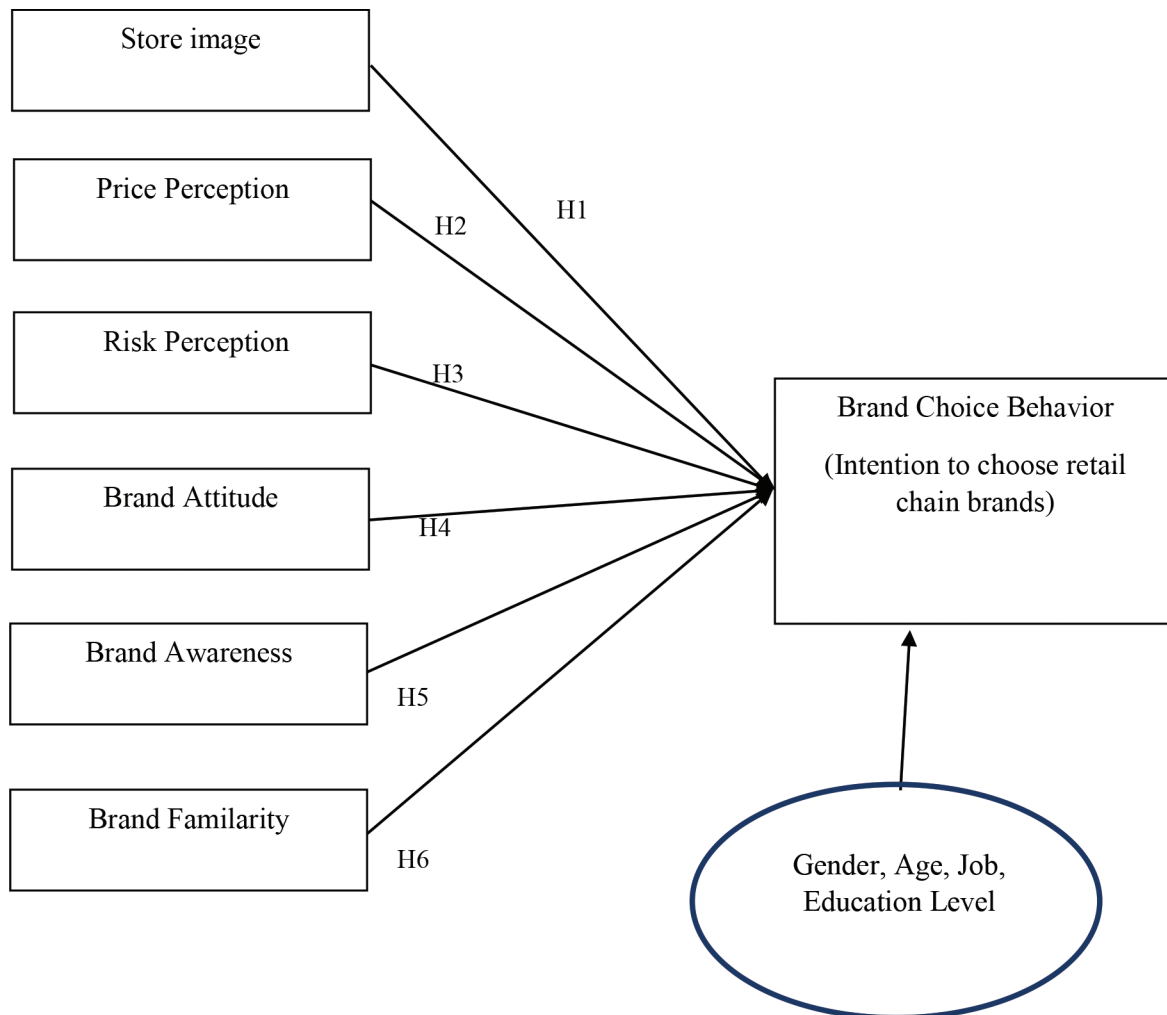 Store image
Price Perception
H1
H2
Risk Perception
H3
Brand Choice Behavior
(Intention to choose retail
chain brands)
Brand Attitude
H4
Brand Awareness
H5
Brand Familarity
H6
Gender, Age, Job,
Education Level